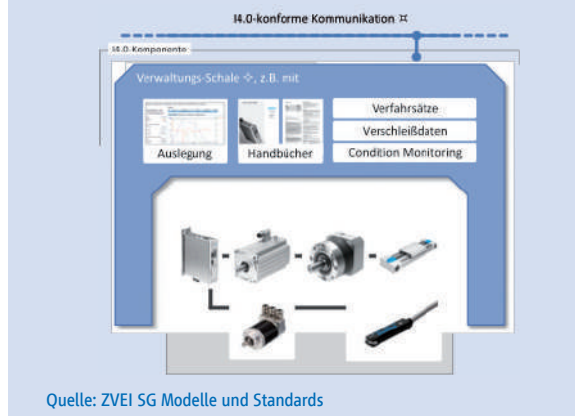 I4.0-konforme Kommunikation ⌑
I4.0-Komponente
Verwaltungs-Schale ✧, z.B. mit
Auslegung
Handbücher
Verfahrsätze
Verschleißdaten
Condition Monitoring
Quelle: ZVEI SG Modelle und Standards